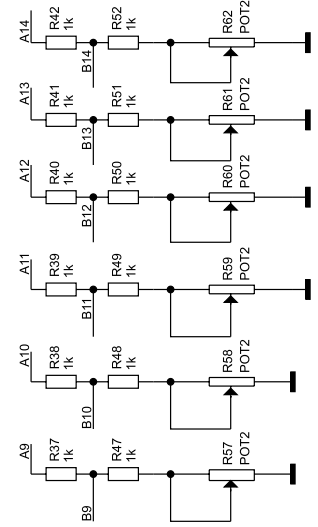 A14
R42
1k
B14
R52
1k
R62
POT2
A13
R41
1k
B13
R51
1k
R61
POT2
A12
R40
1k
B12
R50
1k
R60
POT2
A11
R39
1k
B11
R49
1k
R59
POT2
A10
R38
1k
B10
R48
1k
R58
POT2
A9
R37
1k
B9
R47
1k
R57
POT2